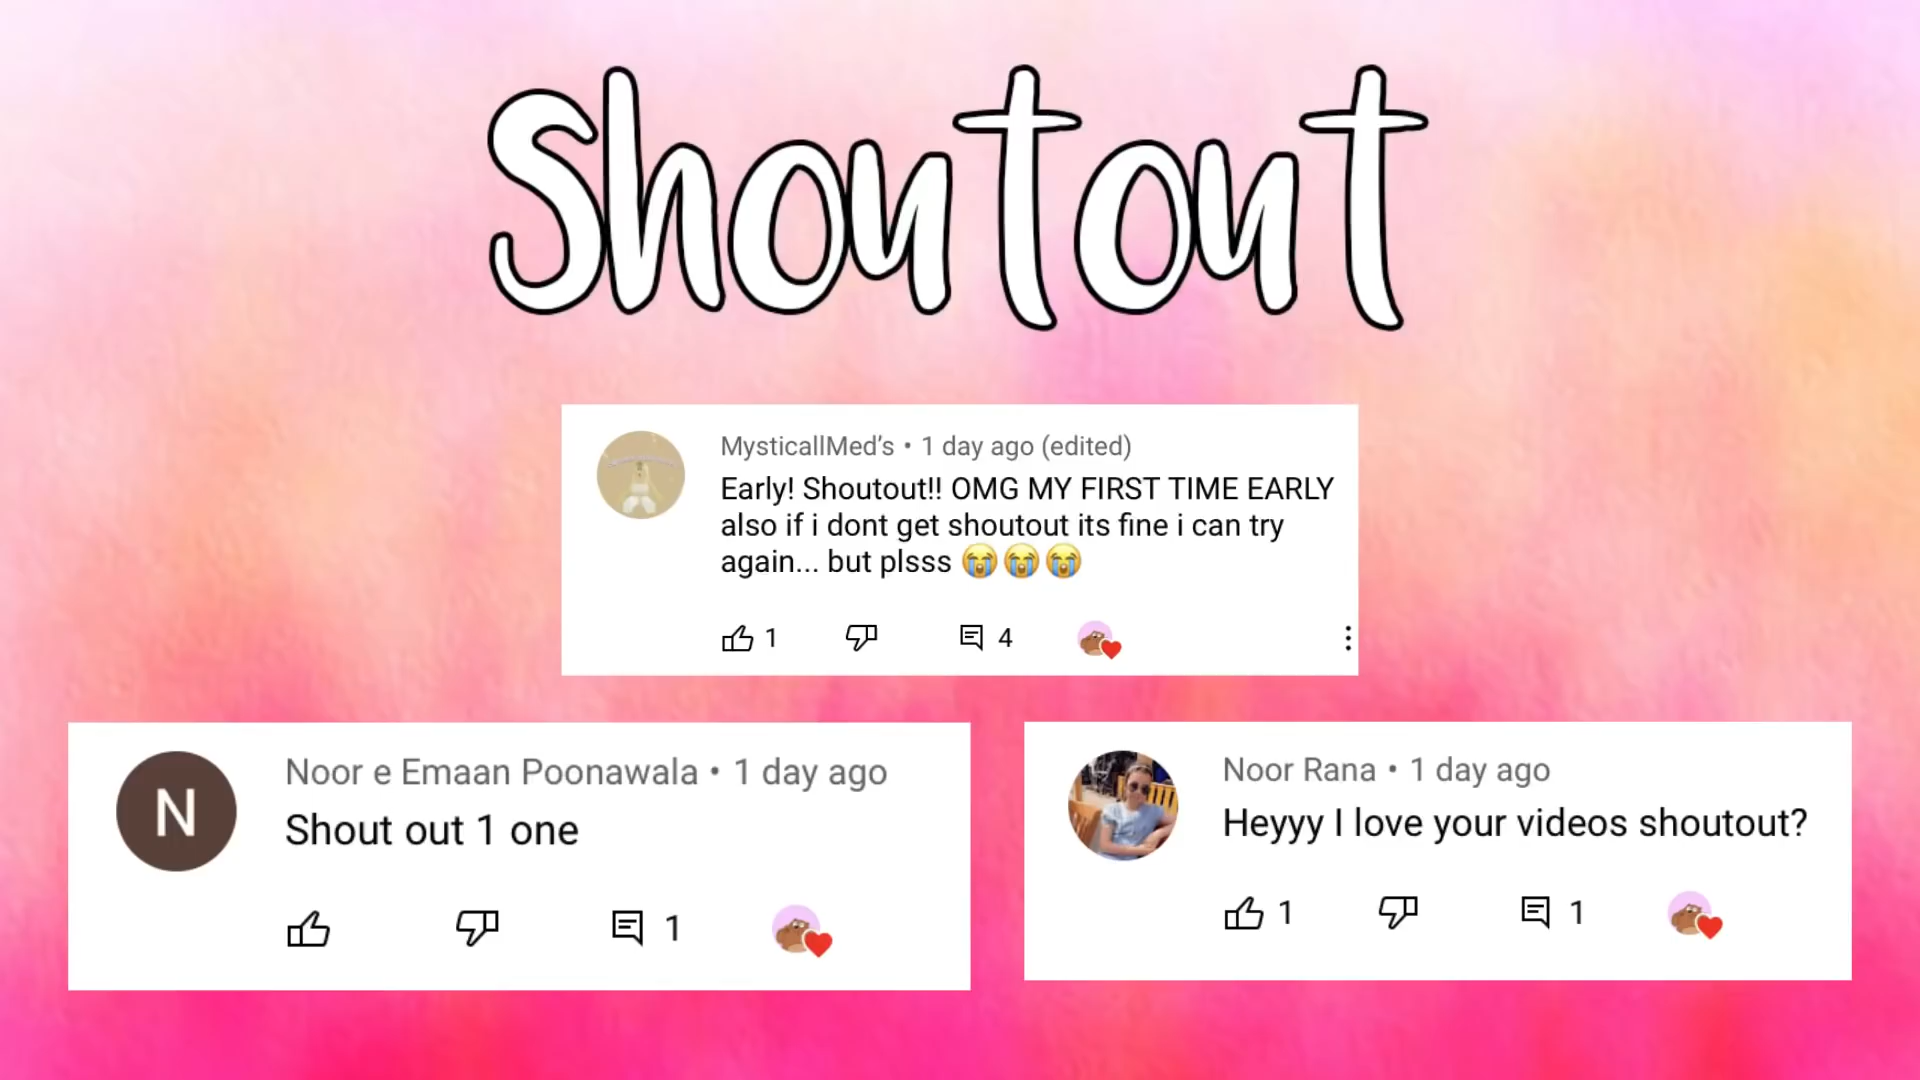 Shoutout
MysticallMed's • 1 day ago (edited)
Early! Shoutout!! OMG MY FIRST TIME EARLY
also if i dont get shoutout its fine i can try
again... but plsss 😭😭😭
1 4
N
Noor e Emaan Poonawala • 1 day ago
Shout out 1 one
1
Noor Rana • 1 day ago
Heyyy I love your videos shoutout?
1 1